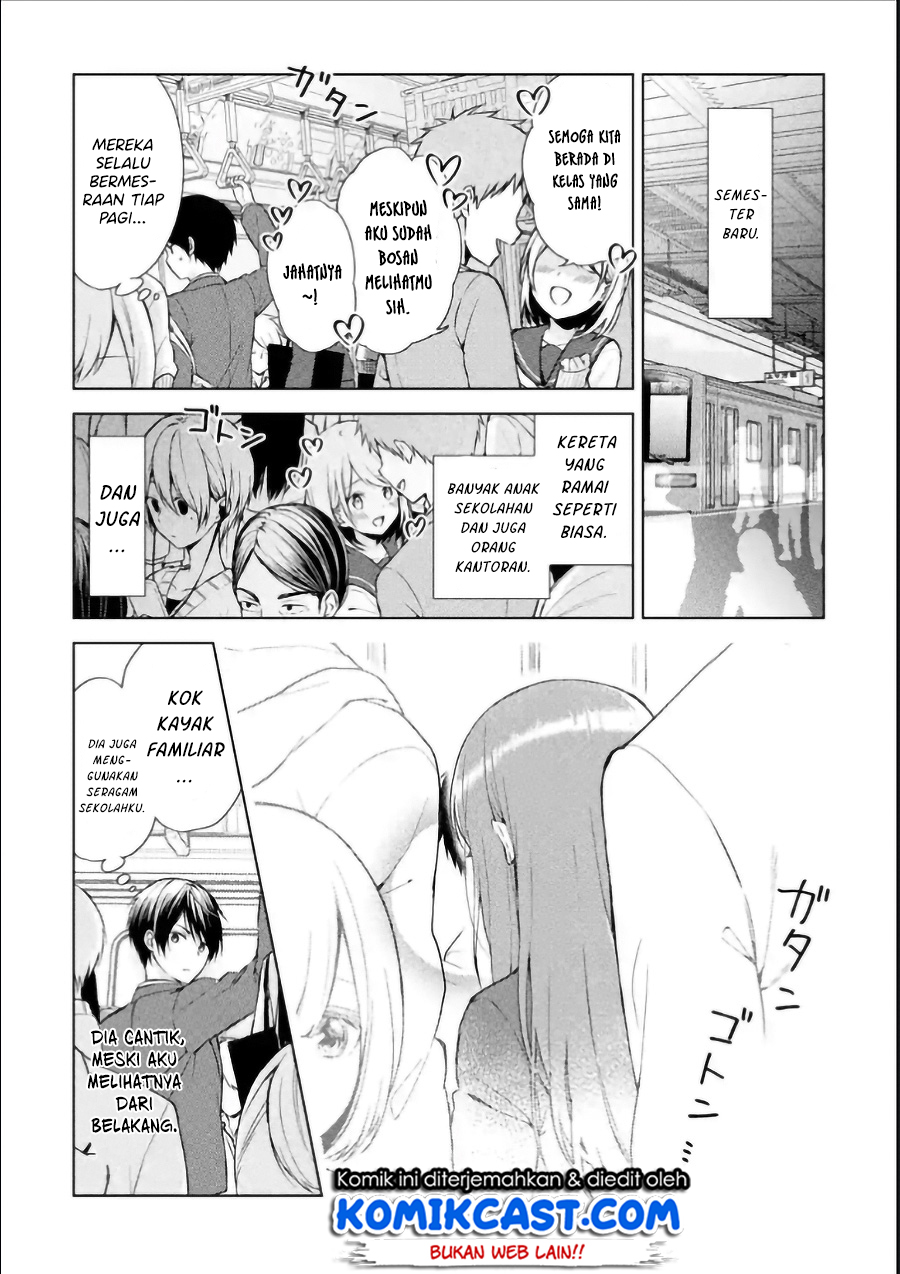 SEMES-
TER
BARU.
ガタン
SEMOGA KITA
BERADA DI
KELAS YANG
SAMA!
MESKIPUN
AKU SUDAH
BOSAN
MELIHATMU
SIH.
JAHATNYA
~!
MEREKA
SELALU
BERMES-
RAAN TIAP
PAGI...
KERETA
YANG
RAMAI
SEPERTI
BIASA.
BANYAK ANAK
SEKOLAHAN
DAN JUGA
ORANG
KANTORAN.
ゴトン
DAN
JUGA
...
KOK
KAYAK
FAMILIAR
...
DIA JUGA
MENG-
GUNAKAN
SERAGAM
SEKOLAHKU.
ガタン
ゴトン…
DIA CANTIK,
MESKI AKU
MELIHATNYA
DARI
BELAKANG.
Komik ini diterjemahkan & diedit oleh
KOMIKCAST.COM
BUKAN WEB LAIN!!